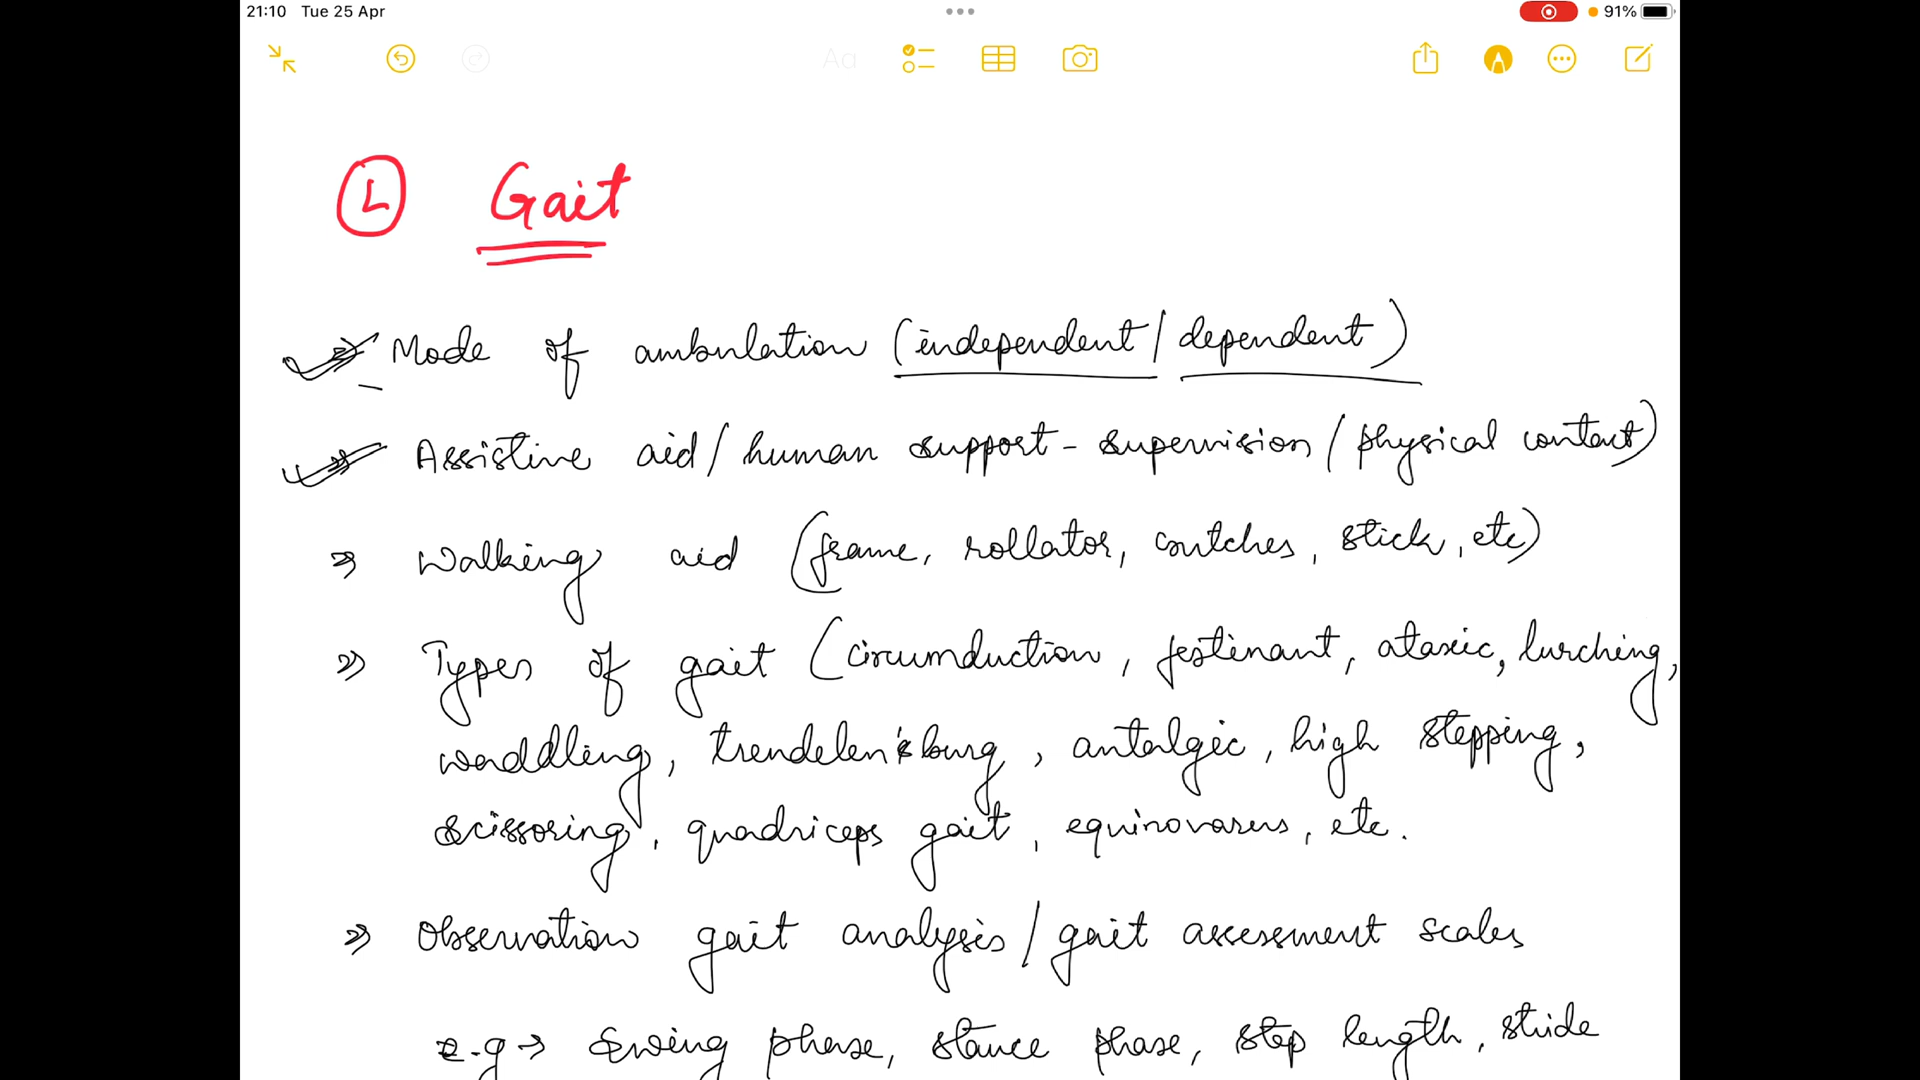 21:10 Tue 25 Apr
91%
Aa
L Gait
⇒ Mode of ambulation (independent/dependent)
⇒ Assistive aid/human support - supervision/physical contact)
⇒ Walking aid (frame, rollator, crutches, stick, etc)
⇒ Types of gait (circumduction, festinant, ataxic, lurching,
waddling, trendelen's burg, antalgic, high stepping,
scissoring, quadriceps gait, equinovarus, etc.
⇒ Observation gait analysis/gait assessment scales
e.g → Swing phase, stance phase, step length, stride